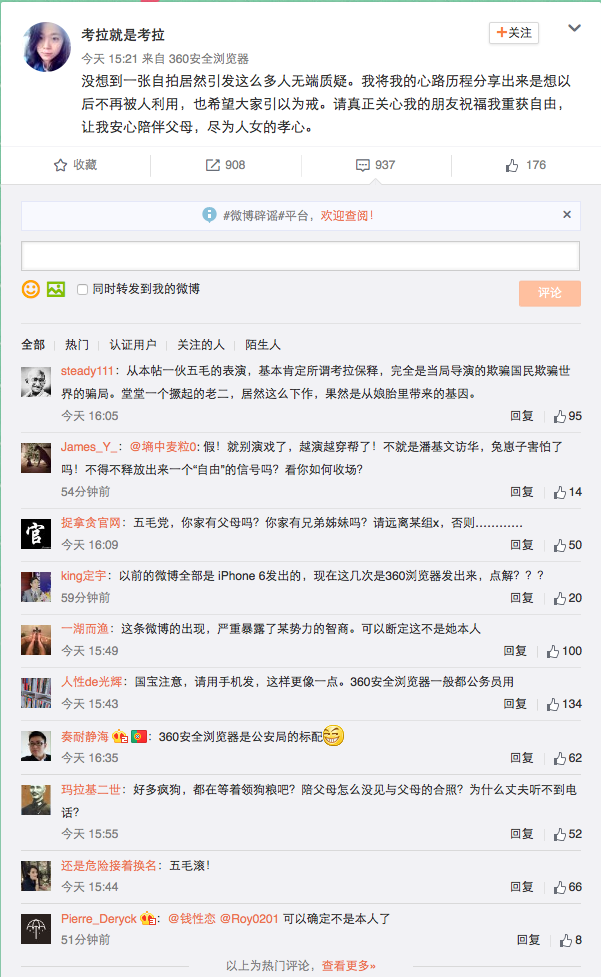 考拉就是考拉
+关注
今天 15:21 来自 360安全浏览器
没想到一张自拍居然引发这么多人无端质疑。我将我的心路历程分享出来是想以
后不再被人利用，也希望大家引以为戒。请真正关心我的朋友祝福我重获自由，
让我安心陪伴父母，尽为人女的孝心。
收藏 908 937 176
#微博辟谣#平台，欢迎查阅！
同时转发到我的微博 评论
全部 热门 认证用户 关注的人 陌生人
steady111：从本帖一伙五毛的表演，基本肯定所谓考拉保释，完全是当局导演的欺骗国民欺骗世
界的骗局。堂堂一个撅起的老二，居然这么下作，果然是从娘胎里带来的基因。
今天 16:05 回复 95
James_Y_：@墒中麦粒0: 假！就别演戏了，越演越穿帮了！不就是潘基文访华，兔崽子害怕了
吗！不得不释放出来一个“自由”的信号吗？看你如何收场？
54分钟前 回复 14
捉拿贪官网：五毛党，你家有父母吗？你家有兄弟姊妹吗？请远离某组x，否则…………
今天 16:09 回复 50
king定宇：以前的微博全部是 iPhone 6发出的，现在这几次是360浏览器发出来，点解？？？
59分钟前 回复 20
一湖而渔：这条微博的出现，严重暴露了某势力的智商。可以断定这不是她本人
今天 15:49 回复 100
人性de光辉：国宝注意，请用手机发，这样更像一点。360安全浏览器一般都公务员用
今天 15:43 回复 134
奏耐静海：360安全浏览器是公安局的标配
今天 16:35 回复 62
玛拉基二世：好多疯狗，都在等着领狗粮吧？陪父母怎么没见与父母的合照？为什么丈夫听不到电
话？
今天 15:55 回复 52
还是危险接着换名：五毛滚！
今天 15:44 回复 66
Pierre_Deryck：@钱性恋 @Roy0201 可以确定不是本人了
51分钟前 回复 8
以上为热门评论，查看更多»
官